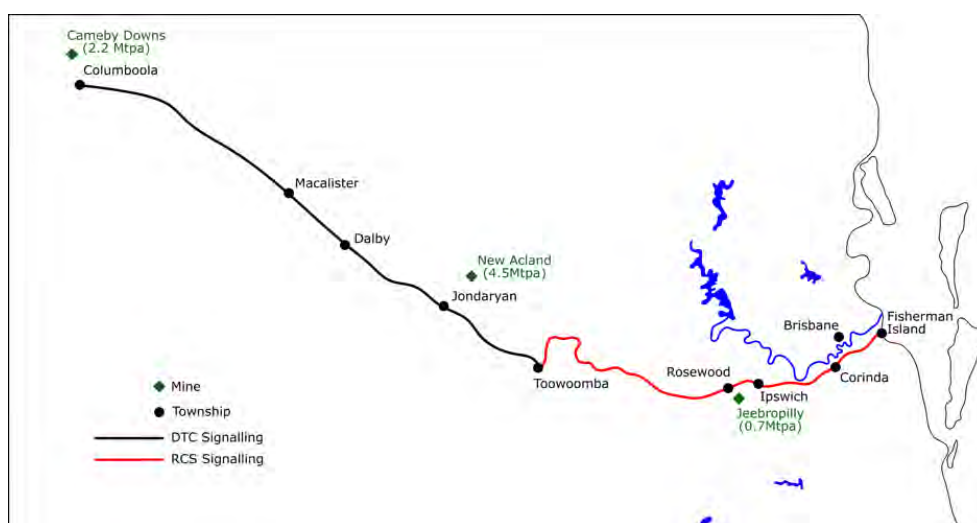 Cameby Downs
(2.2 Mtpa)
Columboola
Macalister
Dalby
New Acland
(4.5Mtpa)
Jondaryan
Toowoomba
Brisbane
Fisherman
Island
Rosewood
Ipswich
Corinda
Jeebropilly
(0.7Mtpa)
Mine
Township
DTC Signalling
RCS Signalling